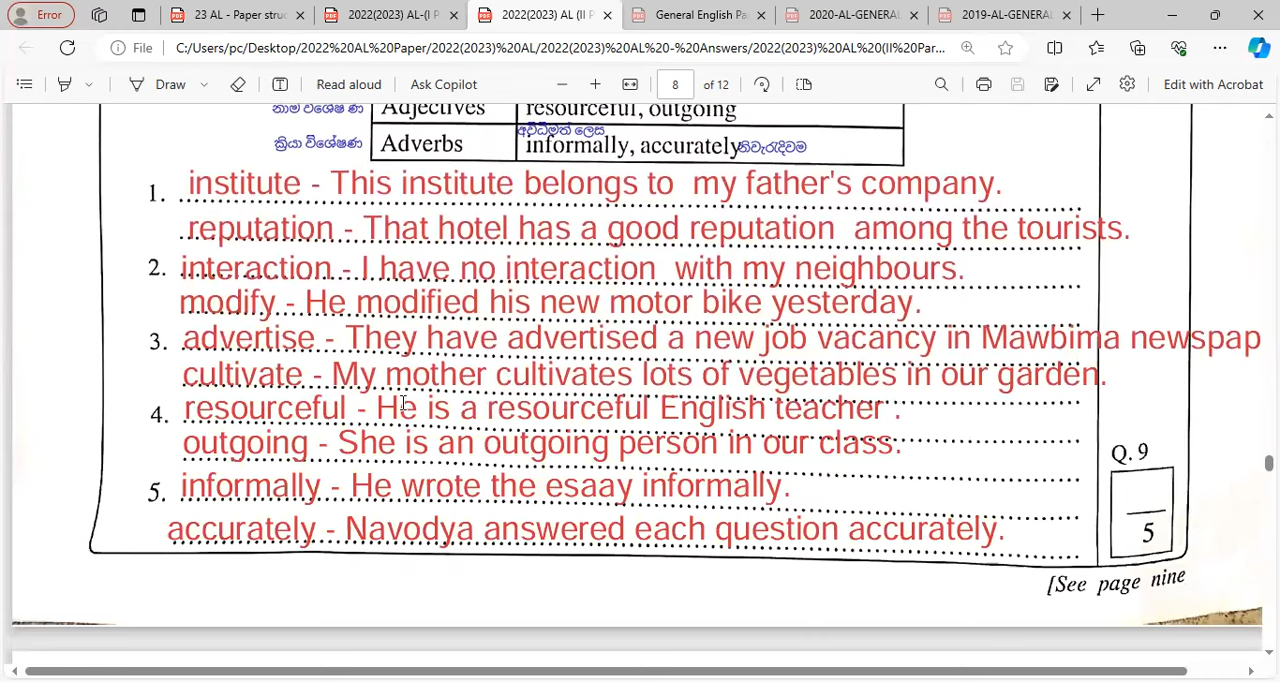 Error
23 AL - Paper stru
2022(2023) AL-(I P
2022(2023) AL (II P
General English Pa
2020-AL-GENERAL
2019-AL-GENERAL
File
C:/Users/pc/Desktop/2022%20AL%20Paper/2022(2023)%20AL/2022(2023)%20AL%20-%20Answers/2022(2023)%20AL%20(II%20Par...
Draw
Read aloud
Ask Copilot
8 of 12
Edit with Acrobat
නාම විශේෂණ Adjectives resourceful, outgoing
අවිධිමත් ලෙස
ක්‍රියා විශේෂණ Adverbs informally, accurately නිවැරැදිවම
1. institute - This institute belongs to my father's company.
reputation - That hotel has a good reputation among the tourists.
2. interaction - I have no interaction with my neighbours.
modify - He modified his new motor bike yesterday.
3. advertise - They have advertised a new job vacancy in Mawbima newspap
cultivate - My mother cultivates lots of vegetables in our garden.
4. resourceful - He is a resourceful English teacher .
outgoing - She is an outgoing person in our class.
5. informally - He wrote the esaay informally.
accurately - Navodya answered each question accurately.
Q. 9
5
[See page nine